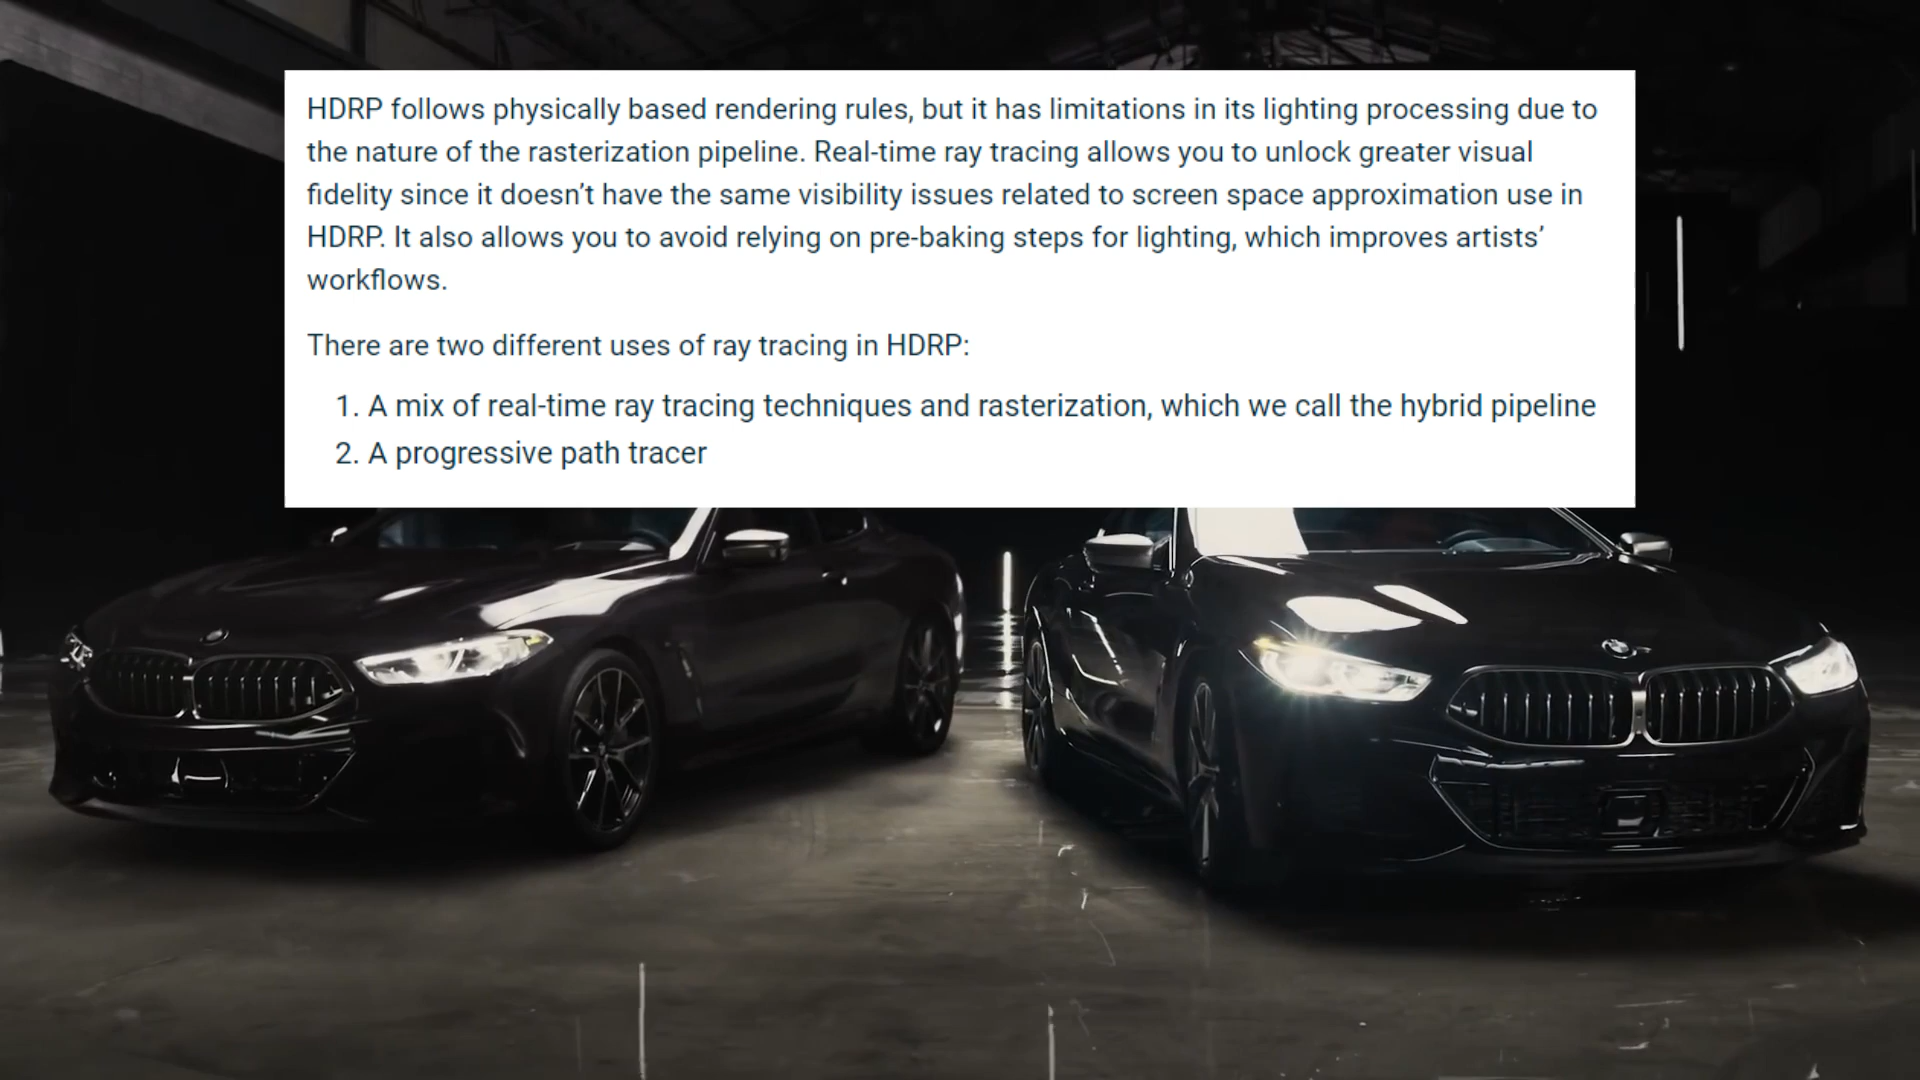 HDRP follows physically based rendering rules, but it has limitations in its lighting processing due to
the nature of the rasterization pipeline. Real-time ray tracing allows you to unlock greater visual
fidelity since it doesn’t have the same visibility issues related to screen space approximation use in
HDRP. It also allows you to avoid relying on pre-baking steps for lighting, which improves artists’
workflows.
There are two different uses of ray tracing in HDRP:
1. A mix of real-time ray tracing techniques and rasterization, which we call the hybrid pipeline
2. A progressive path tracer